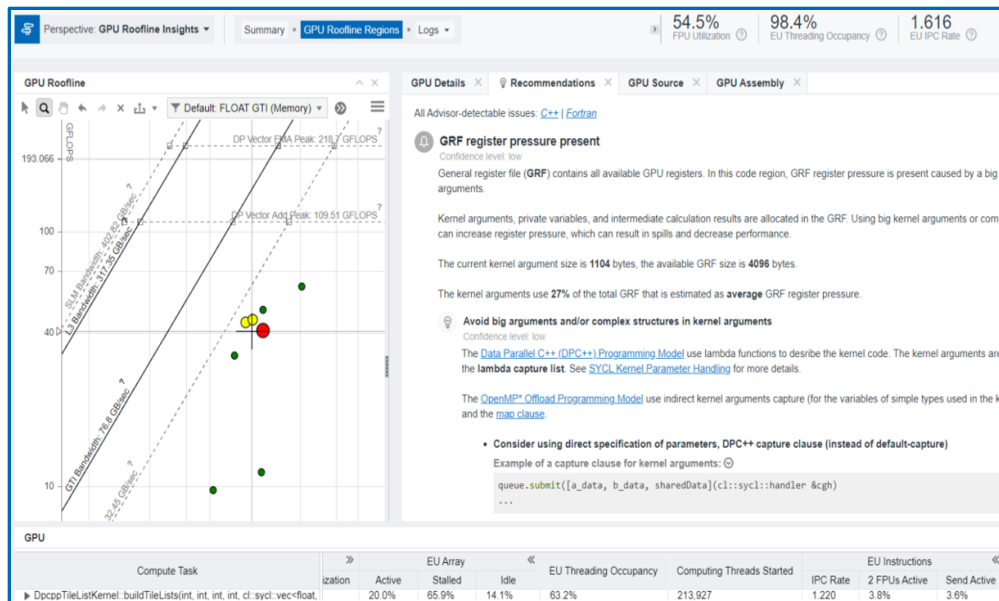 Perspective: GPU Roofline Insights
Summary
GPU Roofline Regions
Logs
54.5%
FPU Utilization
98.4%
EU Threading Occupancy
1.616
EU IPC Rate
GPU Roofline
Default: FLOAT GTI (Memory)
GFLOPS
193.066
100
70
40
10
DP Vector FMA Peak: 218.7 GFLOPS
DP Vector Add Peak: 109.51 GFLOPS
SLM Bandwidth: 402.82 GB/sec
L3 Bandwidth: 317.35 GB/sec
GTI Bandwidth: 76.8 GB/sec
32.45 GB/sec
GPU Details
Recommendations
GPU Source
GPU Assembly
All Advisor-detectable issues: C++ | Fortran
GRF register pressure present
Confidence level: low
General register file (GRF) contains all available GPU registers. In this code region, GRF register pressure is present caused by a big
arguments.
Kernel arguments, private variables, and intermediate calculation results are allocated in the GRF. Using big kernel arguments or com
can increase register pressure, which can result in spills and decrease performance.
The current kernel argument size is 1104 bytes, the available GRF size is 4096 bytes.
The kernel arguments use 27% of the total GRF that is estimated as average GRF register pressure.
Avoid big arguments and/or complex structures in kernel arguments
Confidence level: low
The Data Parallel C++ (DPC++) Programming Model use lambda functions to desribe the kernel code. The kernel arguments are
the lambda capture list. See SYCL Kernel Parameter Handling for more details.
The OpenMP* Offload Programming Model use indirect kernel arguments capture (for the variables of simple types used in the k
and the map clause.
• Consider using direct specification of parameters, DPC++ capture clause (instead of default-capture)
Example of a capture clause for kernel arguments:
queue.submit([a_data, b_data, sharedData](cl::sycl::handler &cgh)
...
GPU
Compute Task
EU Array
EU Threading Occupancy
Computing Threads Started
EU Instructions
ization
Active
Stalled
Idle
IPC Rate
2 FPUs Active
Send Active
DpcppTileListKernel::buildTileLists(int, int, int, int, cl::sycl::vec<float,
20.0%
65.9%
14.1%
63.2%
213,927
1.220
3.8%
3.6%